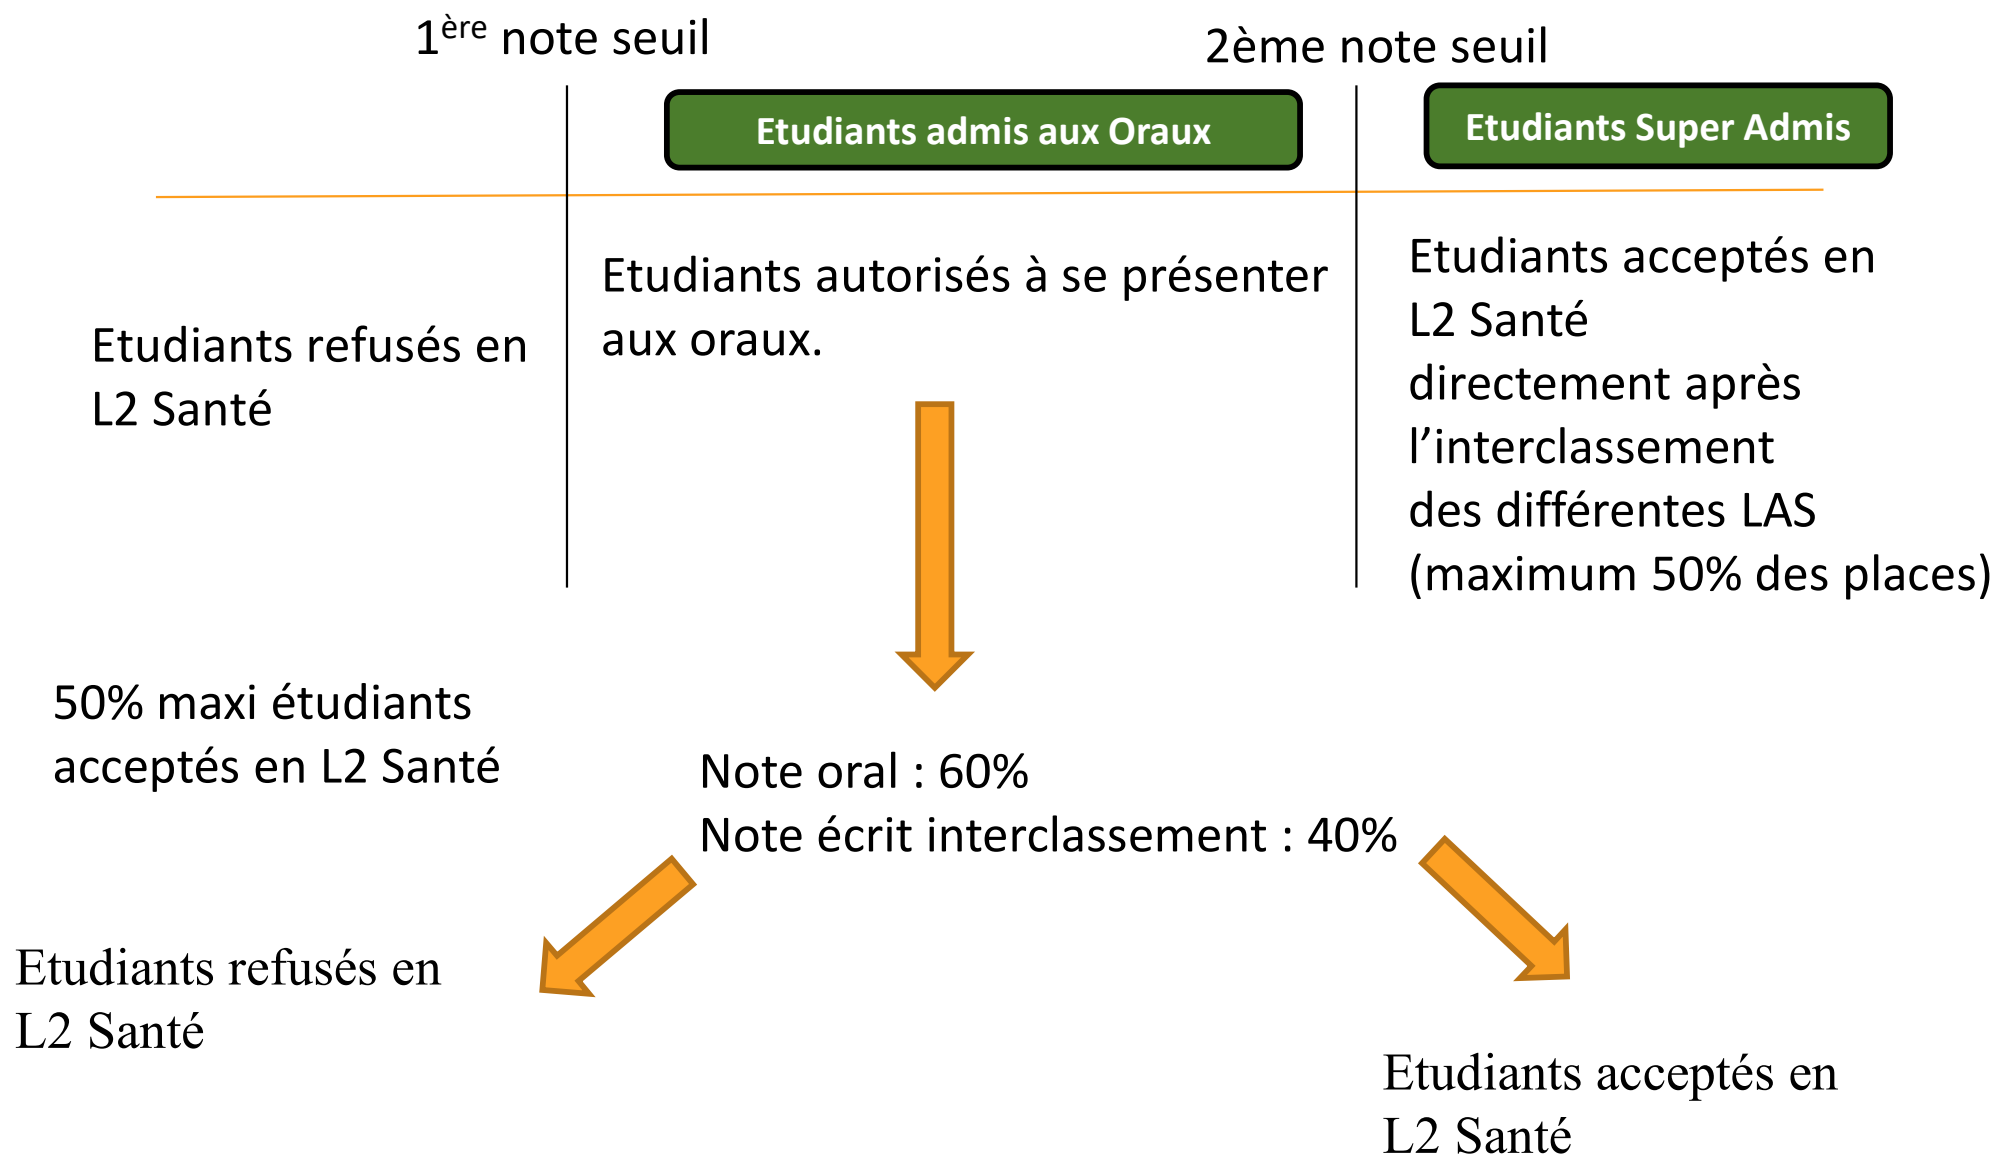 1ère note seuil
2ème note seuil
Etudiants admis aux Oraux
Etudiants Super Admis
Etudiants refusés en
L2 Santé
Etudiants autorisés à se présenter
aux oraux.
Etudiants acceptés en
L2 Santé
directement après
l’interclassement
des différentes LAS
(maximum 50% des places)
50% maxi étudiants
acceptés en L2 Santé
Note oral : 60%
Note écrit interclassement : 40%
Etudiants refusés en
L2 Santé
Etudiants acceptés en
L2 Santé